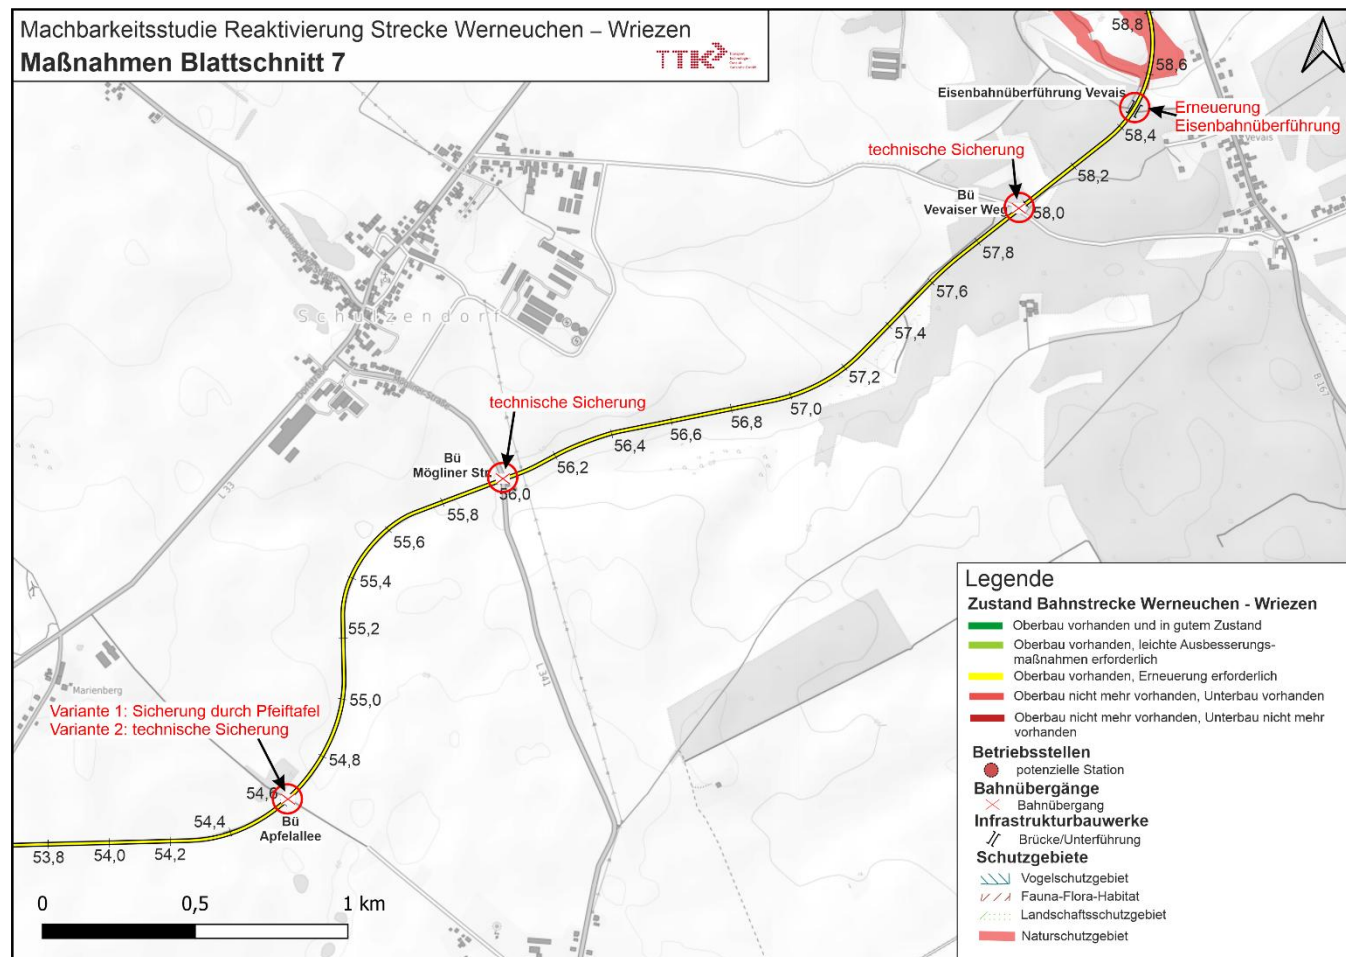 Machbarkeitsstudie Reaktivierung Strecke Werneuchen – Wriezen
Maßnahmen Blattschnitt 7
TTK
58,8
58,6
Eisenbahnüberführung Vevais
Erneuerung
Eisenbahnüberführung
58,4
Vevais
technische Sicherung
58,2
Bü
Vevaiser Weg
58,0
57,8
57,6
Schulzendorf
57,4
57,2
B 167
57,0
technische Sicherung
56,8
56,6
56,4
Bü
Mögliner Str.
56,2
56,0
L 33
55,8
55,6
55,4
55,2
L 341
Marienberg
55,0
Variante 1: Sicherung durch Pfeiftafel
Variante 2: technische Sicherung
54,8
54,6
Bü
Apfelallee
54,4
53,8
54,0
54,2
0
0,5
1 km
Legende
Zustand Bahnstrecke Werneuchen - Wriezen
Oberbau vorhanden und in gutem Zustand
Oberbau vorhanden, leichte Ausbesserungs-
maßnahmen erforderlich
Oberbau vorhanden, Erneuerung erforderlich
Oberbau nicht mehr vorhanden, Unterbau vorhanden
Oberbau nicht mehr vorhanden, Unterbau nicht mehr
vorhanden
Betriebsstellen
potenzielle Station
Bahnübergänge
Bahnübergang
Infrastrukturbauwerke
Brücke/Unterführung
Schutzgebiete
Vogelschutzgebiet
Fauna-Flora-Habitat
Landschaftsschutzgebiet
Naturschutzgebiet